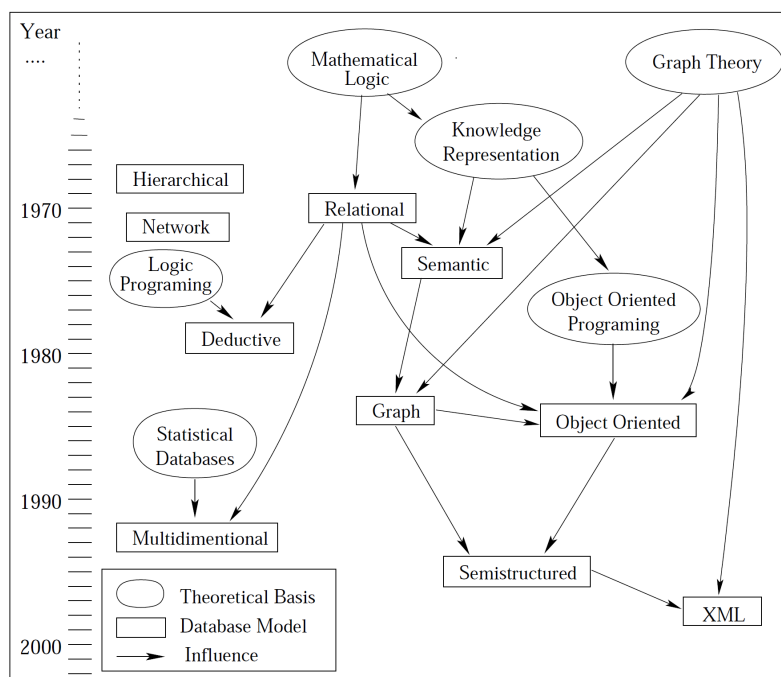 Year
....
Mathematical
Logic
Graph Theory
Knowledge
Representation
Hierarchical
1970
Relational
Network
Semantic
Logic
Programing
Object Oriented
Programing
Deductive
1980
Graph
Object Oriented
Statistical
Databases
1990
Multidimentional
Semistructured
Theoretical Basis
XML
Database Model
Influence
2000